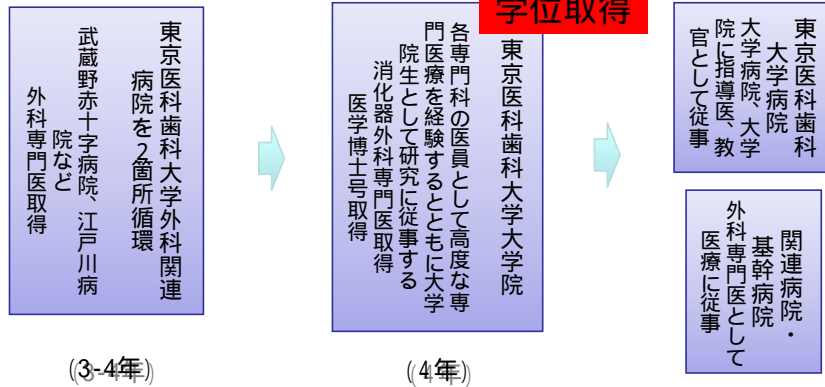 東京医科歯科大学外科関連
病院を2箇所循環
武蔵野赤十字病院、江戸川病
院など
外科専門医取得
(3-4年)
学位取得
東京医科歯科大学大学院
各専門科の医員として高度な専
門医療を経験するとともに大学
院生として研究に従事する
消化器外科専門医取得
医学博士号取得
(4年)
東京医科歯科
大学病院
大学病院、大学
院に指導医、教
官として従事
関連病院・
基幹病院
外科専門医として
医療に従事